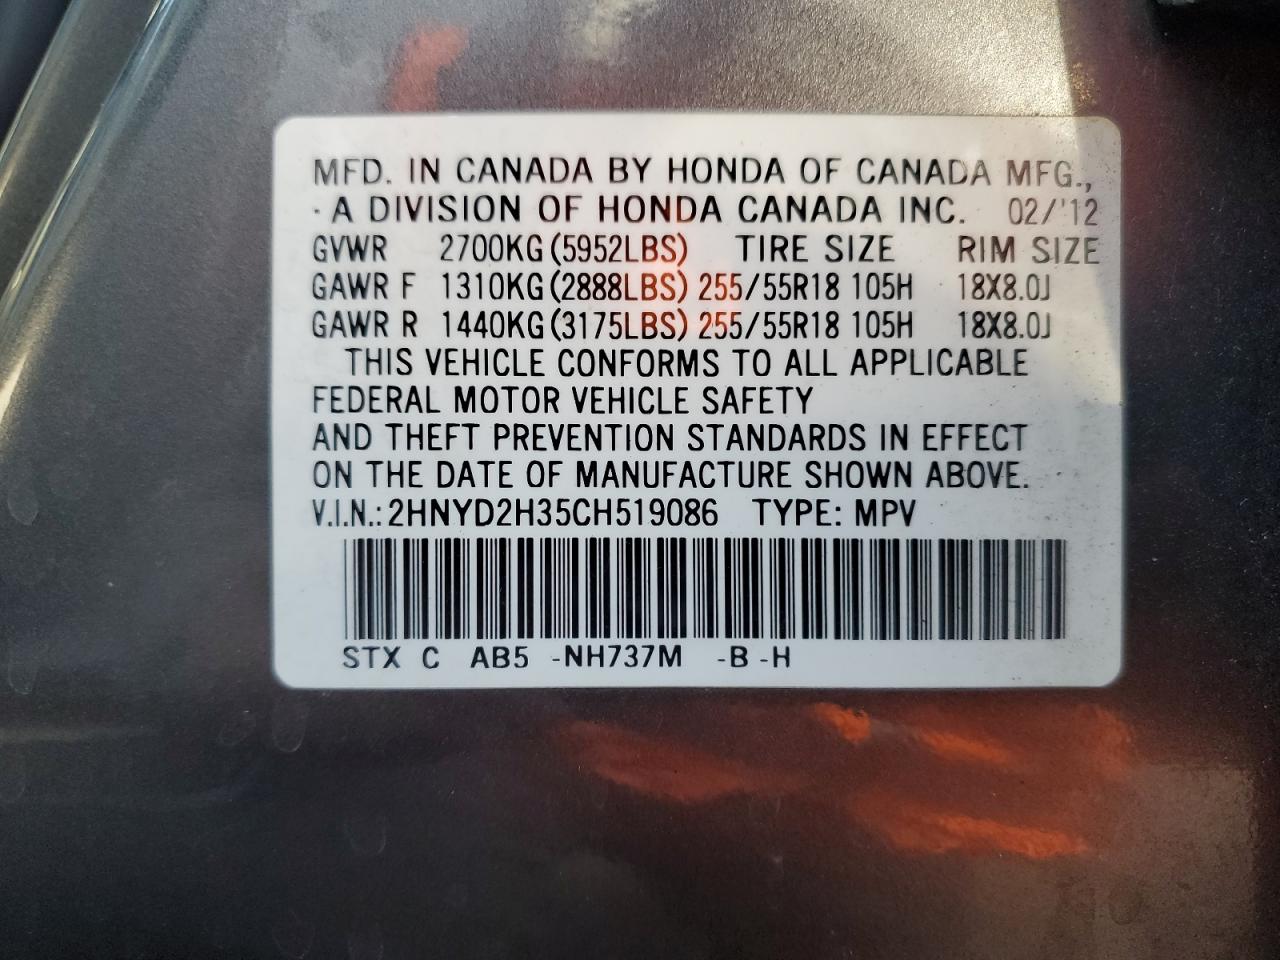 MFD. IN CANADA BY HONDA OF CANADA MFG.,
· A DIVISION OF HONDA CANADA INC. 02/'12
GVWR 2700KG(5952LBS) TIRE SIZE RIM SIZE
GAWR F 1310KG(2888LBS) 255/55R18 105H 18X8.0J
GAWR R 1440KG(3175LBS) 255/55R18 105H 18X8.0J
THIS VEHICLE CONFORMS TO ALL APPLICABLE
FEDERAL MOTOR VEHICLE SAFETY
AND THEFT PREVENTION STANDARDS IN EFFECT
ON THE DATE OF MANUFACTURE SHOWN ABOVE.
V.I.N.: 2HNYD2H35CH519086 TYPE: MPV
STX C AB5 -NH737M -B -H